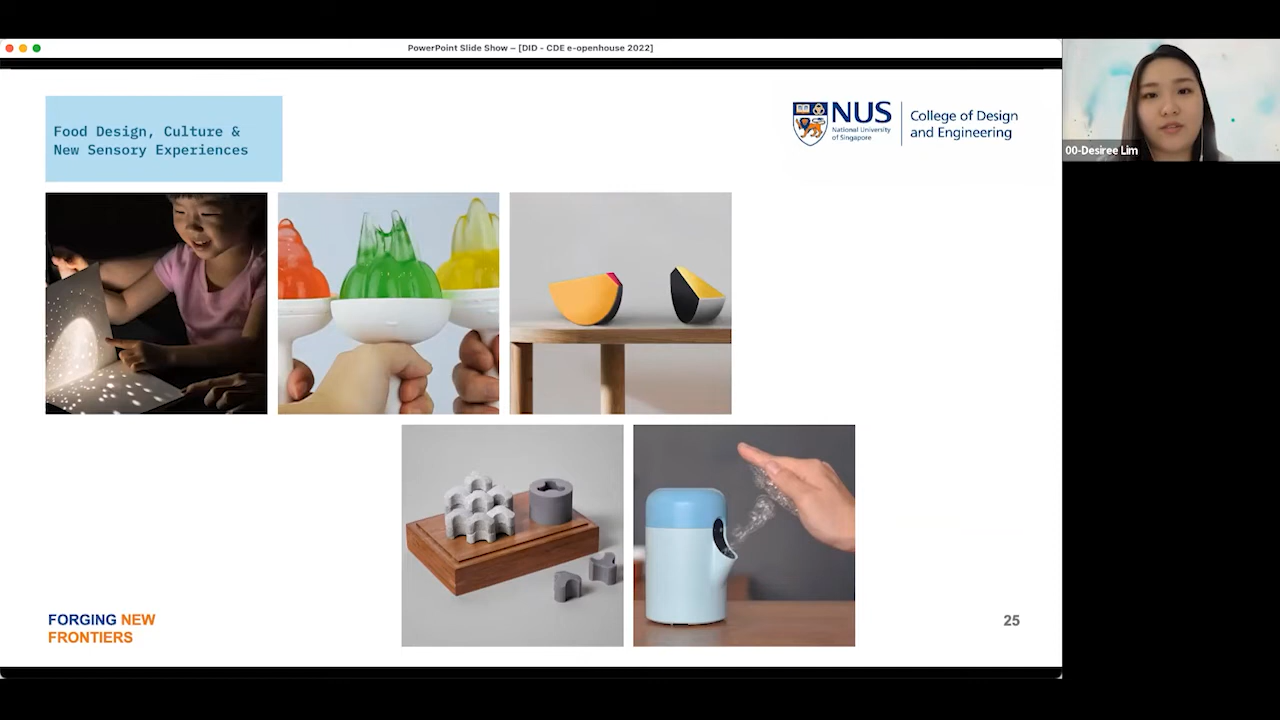 PowerPoint Slide Show – [DID - CDE e-openhouse 2022]
Food Design, Culture &
New Sensory Experiences
NUS
National University
of Singapore
College of Design
and Engineering
00-Desiree Lim
FORGING NEW
FRONTIERS
25